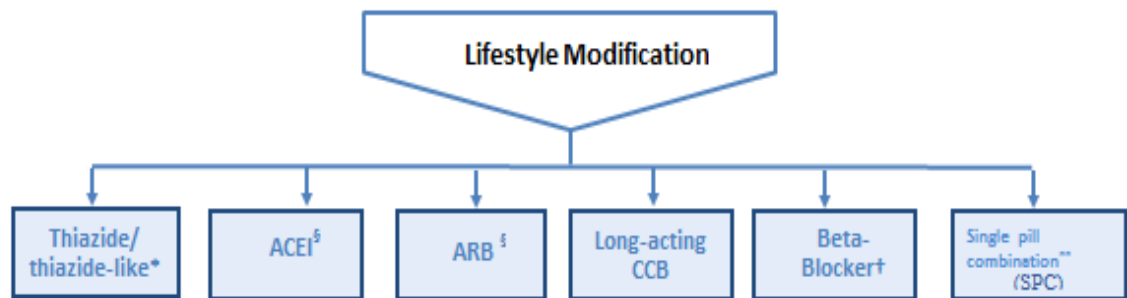 Lifestyle Modification
Thiazide/
thiazide-like*
ACEI§
ARB §
Long-acting
CCB
Beta-
Blocker†
Single pill
combination**
(SPC)